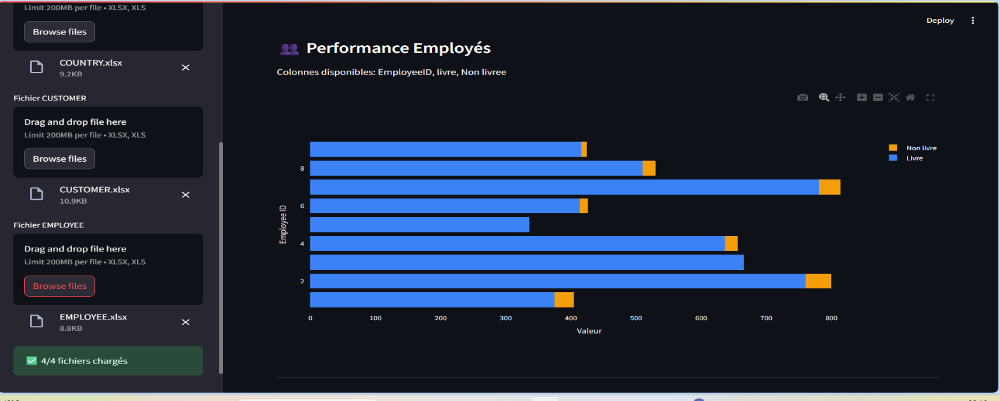 Limit 200MB per file • XLSX, XLS
Browse files
COUNTRY.xlsx
9.2KB
Fichier CUSTOMER
Drag and drop file here
Limit 200MB per file • XLSX, XLS
Browse files
CUSTOMER.xlsx
10.9KB
Fichier EMPLOYEE
Drag and drop file here
Limit 200MB per file • XLSX, XLS
Browse files
EMPLOYEE.xlsx
8.8KB
4/4 fichiers chargés
Deploy
Performance Employés
Colonnes disponibles: EmployeeID, livre, Non livree
Non livre
Livre
Employee ID
8
6
4
2
0 100 200 300 400 500 600 700 800
Valeur